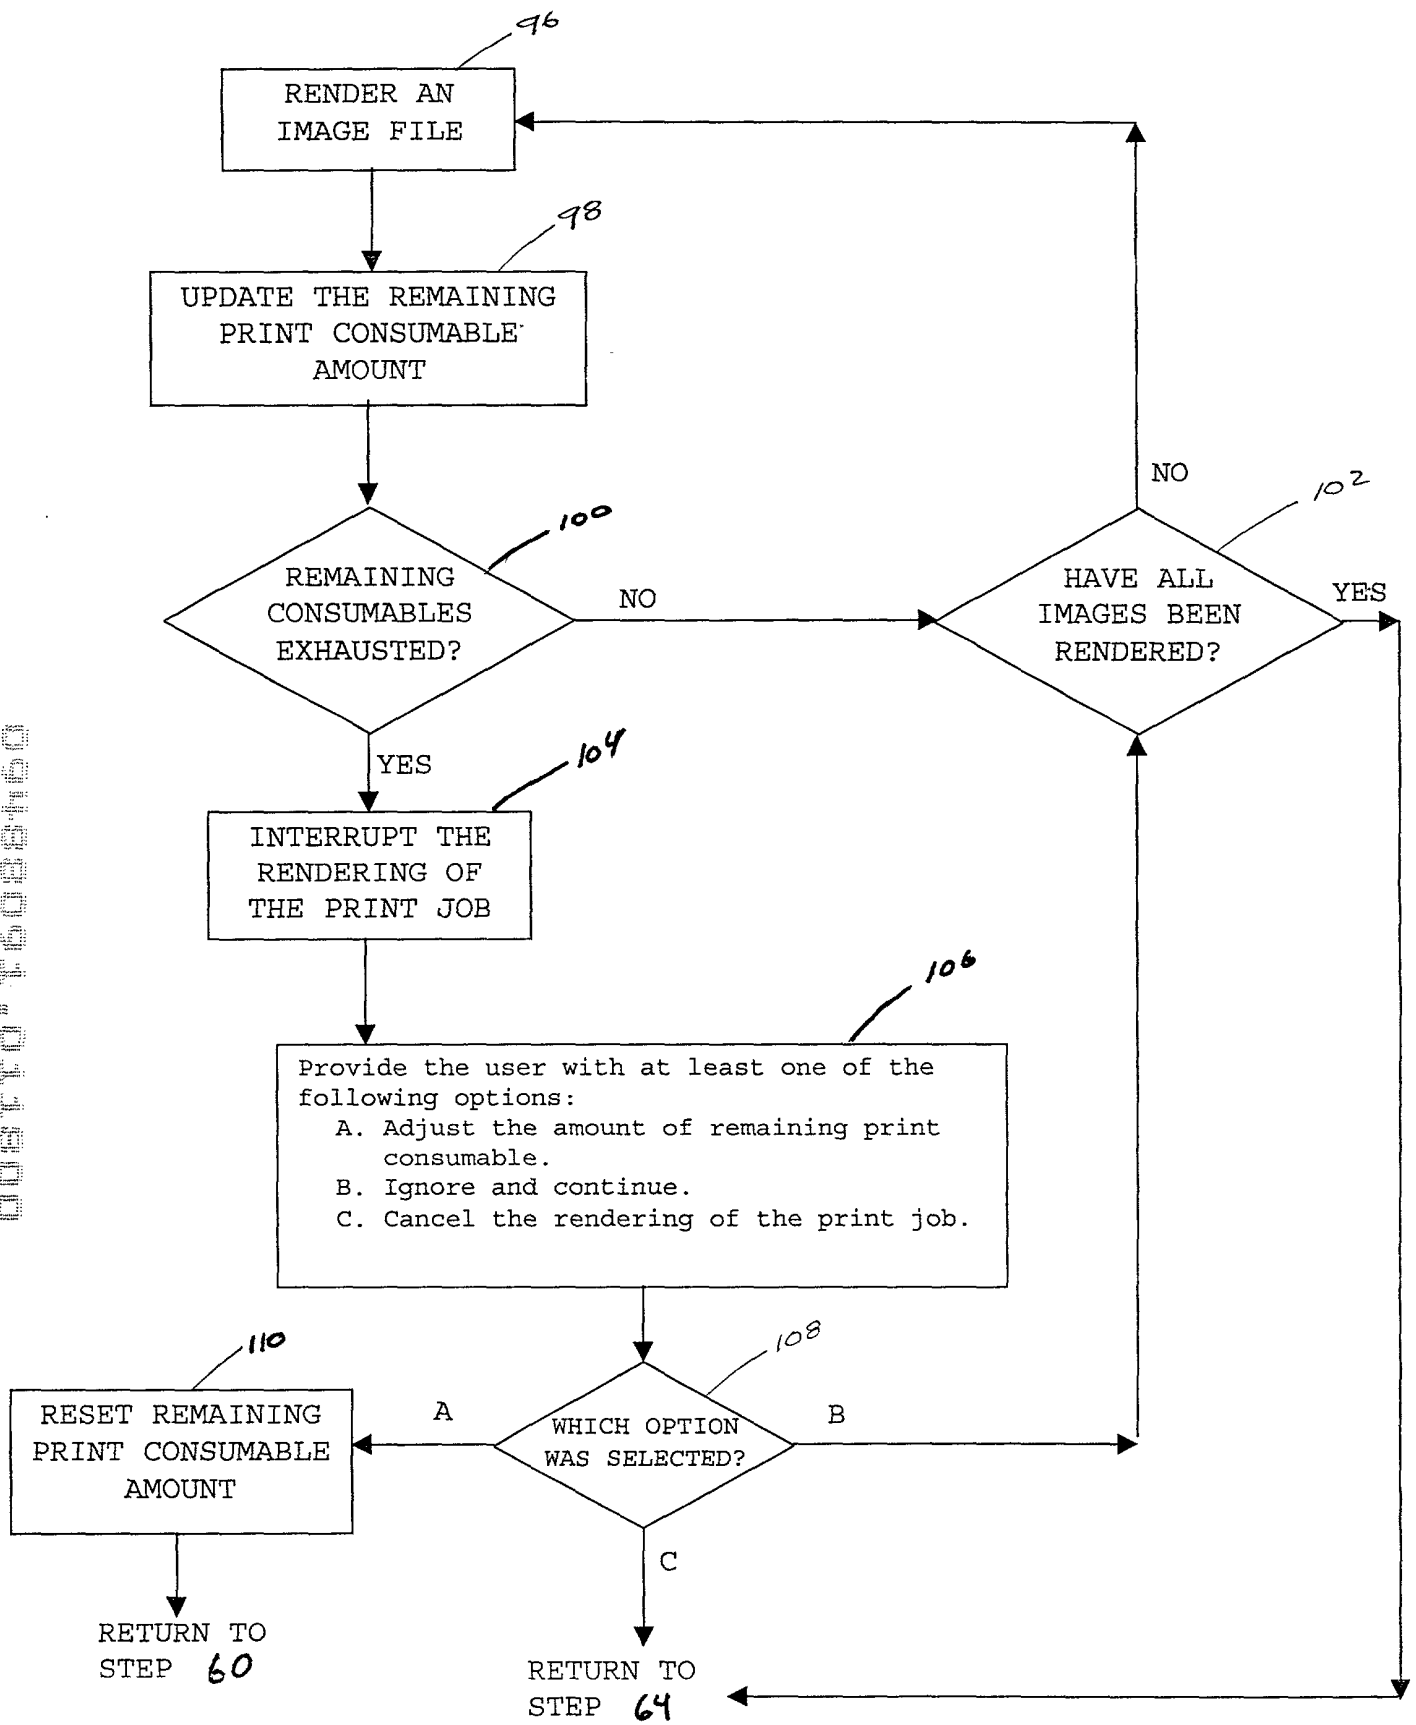 96
RENDER AN
IMAGE FILE
98
UPDATE THE REMAINING
PRINT CONSUMABLE
AMOUNT
NO
102
100
REMAINING
CONSUMABLES
EXHAUSTED?
NO
HAVE ALL
IMAGES BEEN
RENDERED?
YES
YES
104
INTERRUPT THE
RENDERING OF
THE PRINT JOB
106
Provide the user with at least one of the
following options:
A. Adjust the amount of remaining print
consumable.
B. Ignore and continue.
C. Cancel the rendering of the print job.
110
108
RESET REMAINING
PRINT CONSUMABLE
AMOUNT
A
WHICH OPTION
WAS SELECTED?
B
C
RETURN TO
STEP 60
RETURN TO
STEP 64